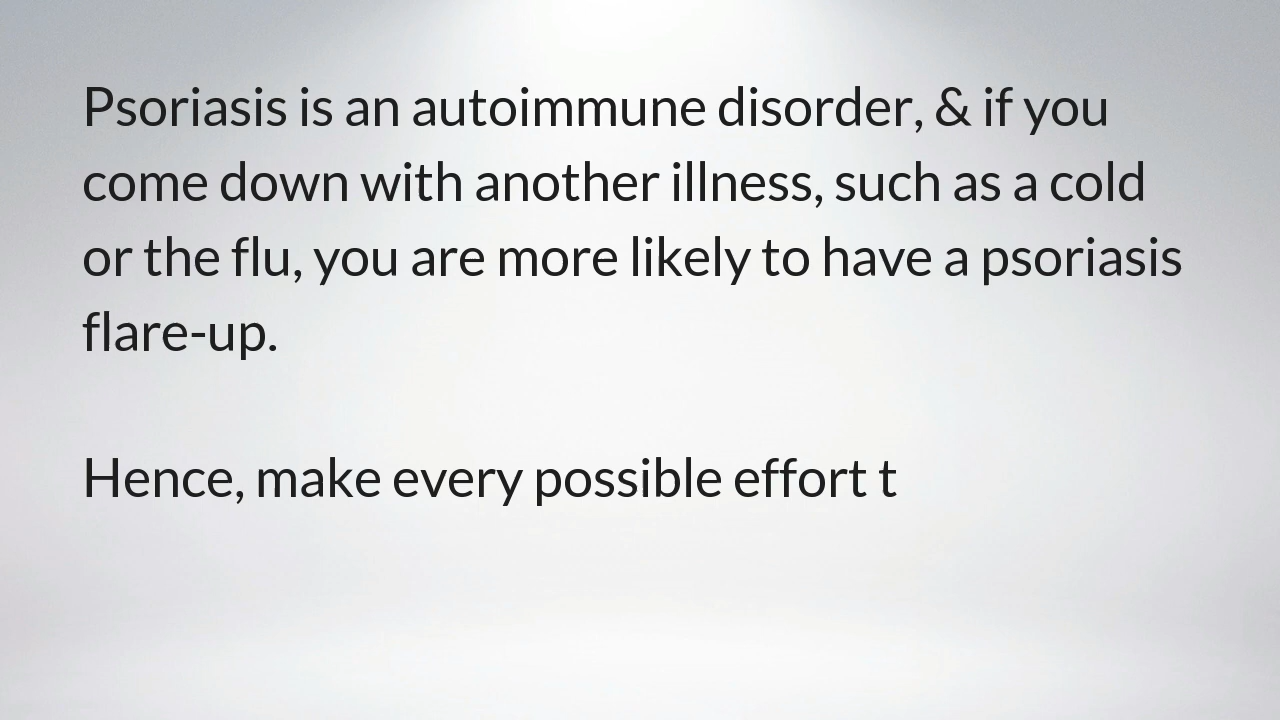 Psoriasis is an autoimmune disorder, & if you
come down with another illness, such as a cold
or the flu, you are more likely to have a psoriasis
flare-up.
Hence, make every possible effort t